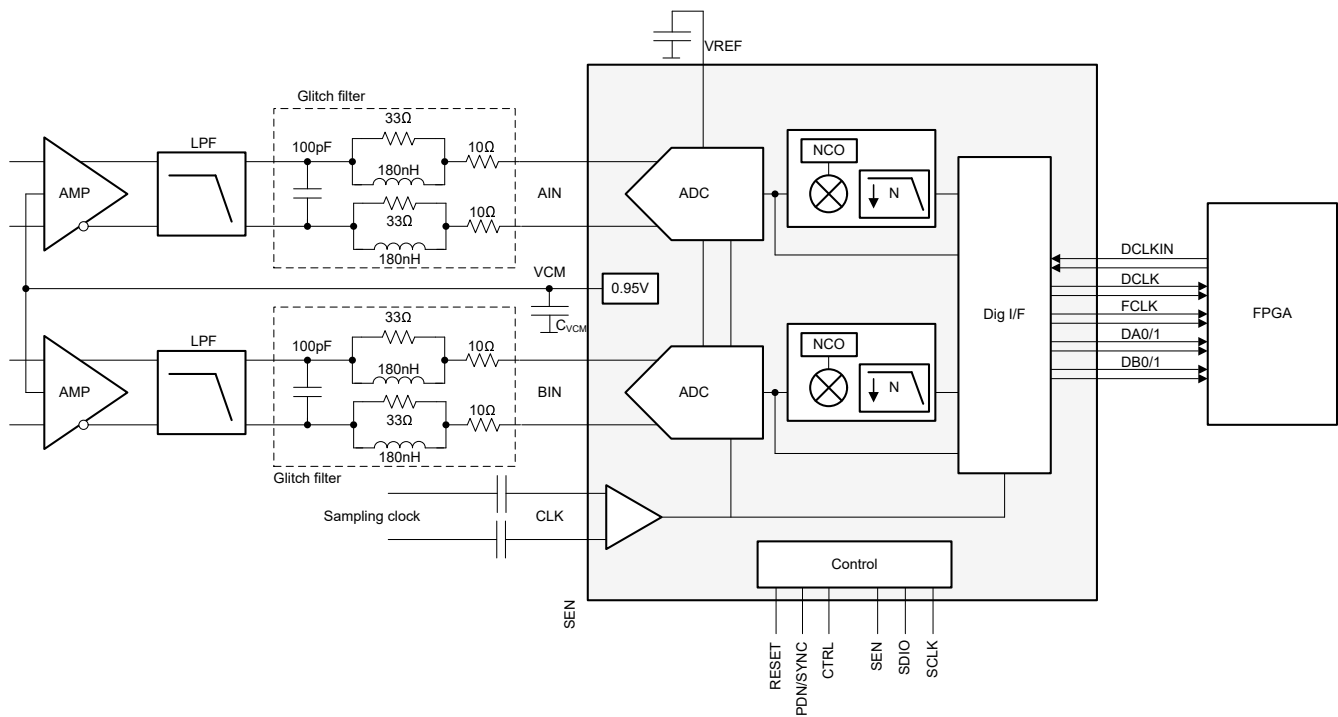 VREF
Glitch filter
33Ω
LPF
100pF
10Ω
180nH
AMP
AIN
ADC
NCO
N
33Ω
10Ω
180nH
VCM
0.95V
C_VCM
Dig I/F
DCLKIN
DCLK
FCLK
DA0/1
DB0/1
FPGA
33Ω
LPF
100pF
10Ω
180nH
AMP
BIN
ADC
NCO
N
33Ω
10Ω
180nH
Glitch filter
Sampling clock
CLK
Control
SEN
RESET
PDN/SYNC
CTRL
SEN
SDIO
SCLK